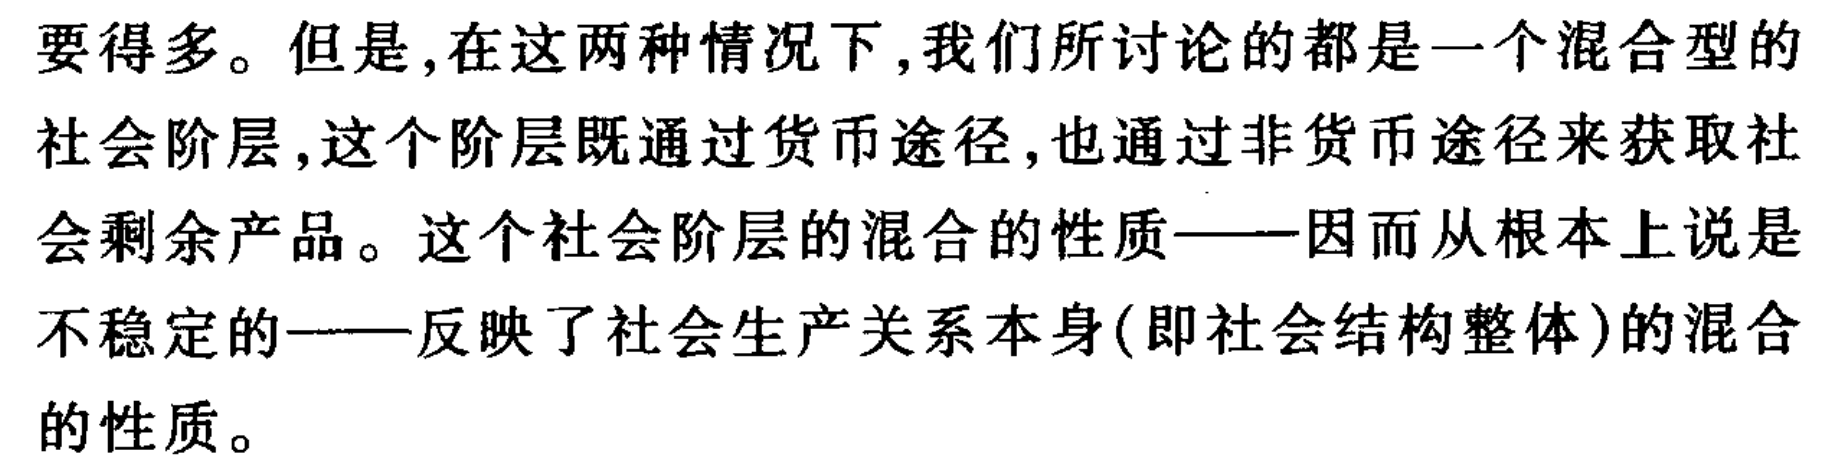 要得多。但是,在这两种情况下,我们所讨论的都是一个混合型的
社会阶层,这个阶层既通过货币途径,也通过非货币途径来获取社
会剩余产品。这个社会阶层的混合的性质——因而从根本上说是
不稳定的——反映了社会生产关系本身(即社会结构整体)的混合
的性质。